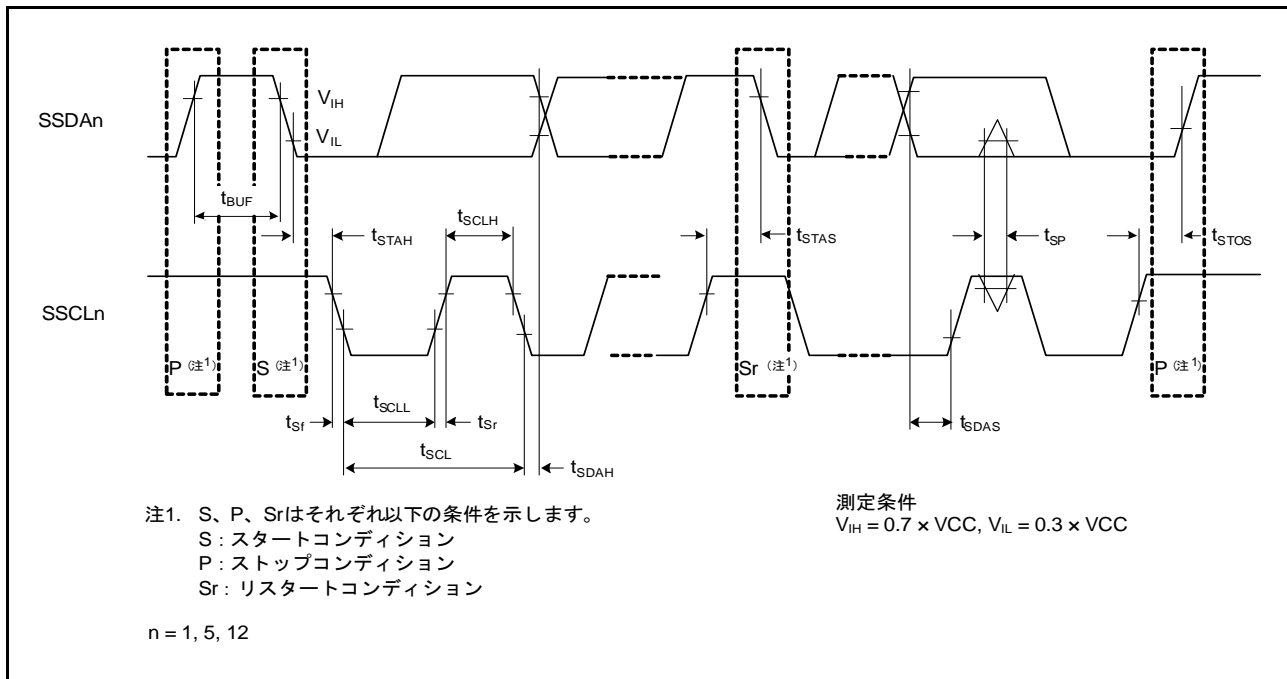 SSDAn
VIH
VIL
tBUF
tSTAH
tSCLH
tSTAS
tSP
tSTOS
SSCLn
P（注1）
S（注1）
Sr（注1）
P（注1）
tSf
tSCLL
tSr
tSCL
tSDAH
tSDAS
注1. S、P、Srはそれぞれ以下の条件を示します。
S：スタートコンディション
P：ストップコンディション
Sr：リスタートコンディション
n = 1, 5, 12
測定条件
VIH = 0.7 × VCC, VIL = 0.3 × VCC